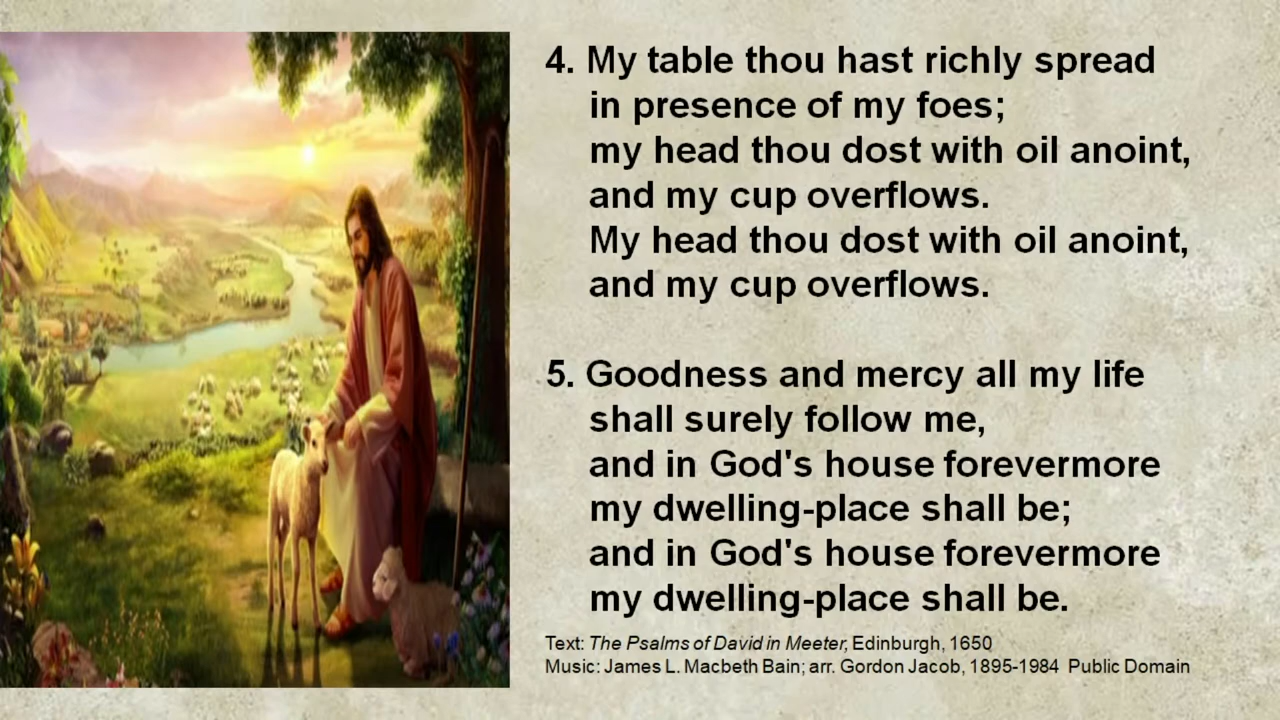 4. My table thou hast richly spread
in presence of my foes;
my head thou dost with oil anoint,
and my cup overflows.
My head thou dost with oil anoint,
and my cup overflows.
5. Goodness and mercy all my life
shall surely follow me,
and in God's house forevermore
my dwelling-place shall be;
and in God's house forevermore
my dwelling-place shall be.
Text: The Psalms of David in Meeter, Edinburgh, 1650
Music: James L. Macbeth Bain; arr. Gordon Jacob, 1895-1984 Public Domain